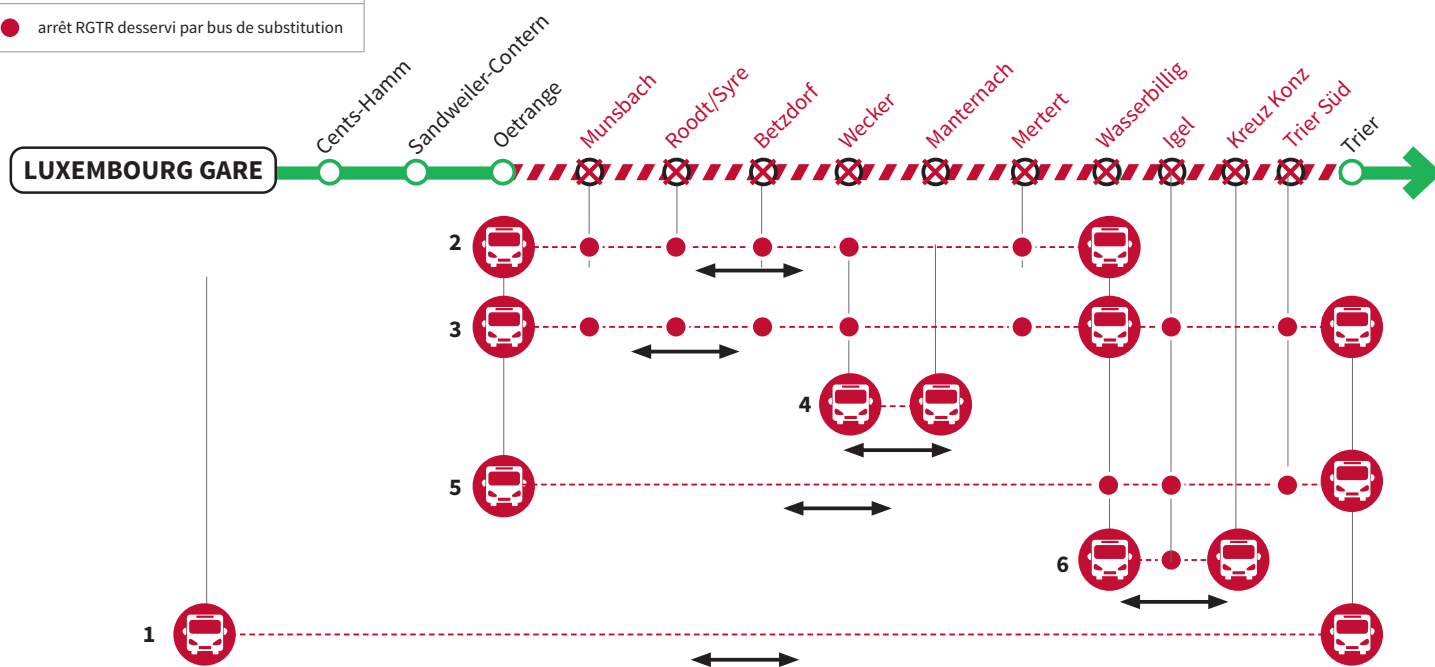 arrêt RGTR desservi par bus de substitution
LUXEMBOURG GARE
Cents-Hamm
Sandweiler-Contern
Oetrange
Munsbach
Roodt/Syre
Betzdorf
Wecker
Manternach
Mertert
Wasserbillig
Igel
Kreuz Konz
Trier Süd
Trier
2
3
4
5
6
1